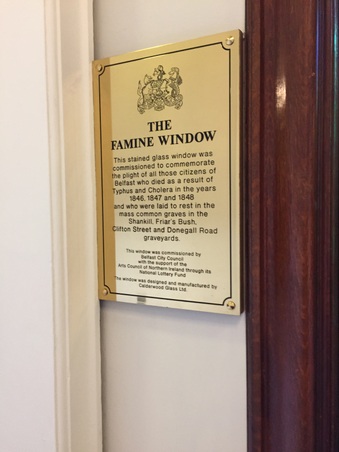 THE
FAMINE WINDOW
This stained glass window was
commissioned to commemorate
the plight of all those citizens of
Belfast who died as a result of
Typhus and Cholera in the years
1846, 1847 and 1848
and who were laid to rest in the
mass common graves in the
Shankill, Friar's Bush,
Clifton Street and Donegall Road
graveyards.
This window was commissioned by
Belfast City Council
with the support of the
Arts Council of Northern Ireland through its
National Lottery Fund
The window was designed and manufactured by
Calderwood Glass Ltd.